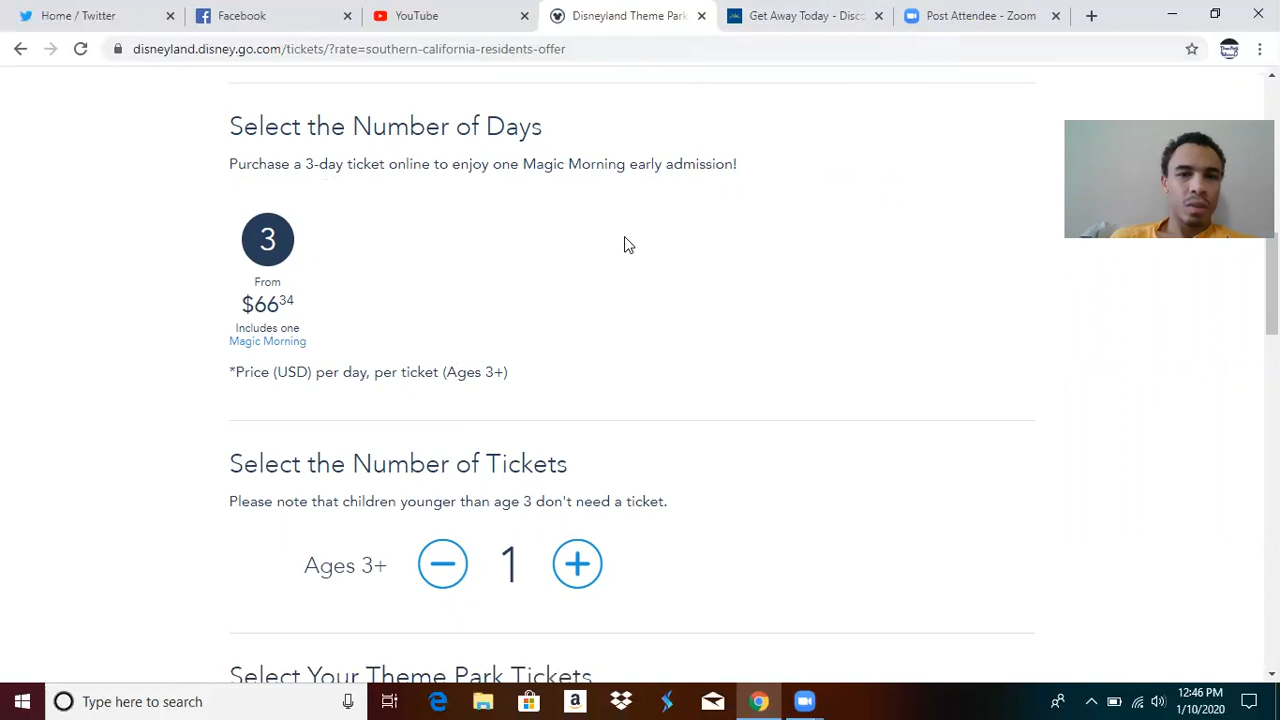 Home / Twitter
Facebook
YouTube
Disneyland Theme Park
Get Away Today - Disco
Post Attendee - Zoom
disneyland.disney.go.com/tickets/?rate=southern-california-residents-offer
Select the Number of Days
Purchase a 3-day ticket online to enjoy one Magic Morning early admission!
3
From
$66 34
Includes one
Magic Morning
*Price (USD) per day, per ticket (Ages 3+)
Select the Number of Tickets
Please note that children younger than age 3 don't need a ticket.
Ages 3+ 1
Select Your Theme Park Tickets
Type here to search
12:46 PM
1/10/2020